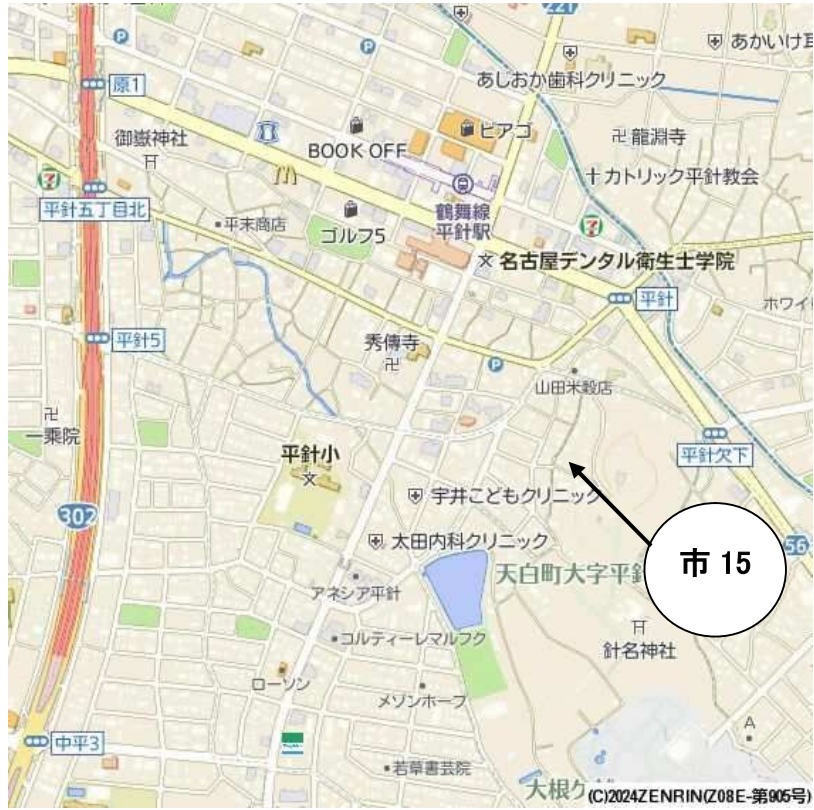 221
あかいけ耳
原1
あしおか歯科クリニック
御嶽神社
ピアゴ
龍淵寺
BOOK OFF
カトリック平針教会
平針五丁目北
平末商店
ゴルフ5
鶴舞線
平針駅
名古屋デンタル衛生士学院
平針
ホワイ
平針5
秀傳寺
山田米穀店
一乗院
平針小
平針欠下
宇井こどもクリニック
302
太田内科クリニック
市 15
56
天白町大字平針
アネシア平針
コルティーレマルフク
針名神社
ローソン
メゾンホープ
A
中平3
若草書芸院
大根ケ
(C)2024ZENRIN(Z08E-第905号)